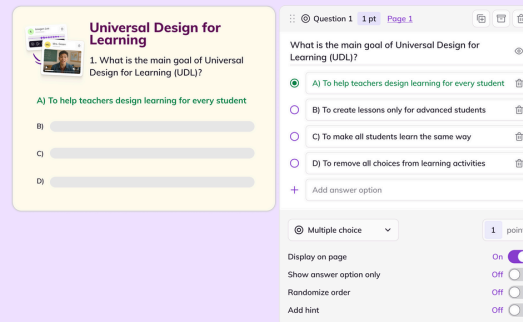 Universal Design for
Learning
1. What is the main goal of Universal
Design for Learning (UDL)?
A) To help teachers design learning for every student
B)
C)
D)
Question 1 1 pt Page 1
What is the main goal of Universal Design for
Learning (UDL)?
A) To help teachers design learning for every student
B) To create lessons only for advanced students
C) To make all students learn the same way
D) To remove all choices from learning activities
Add answer option
Multiple choice
1 poin
Display on page On
Show answer option only Off
Randomize order Off
Add hint Off